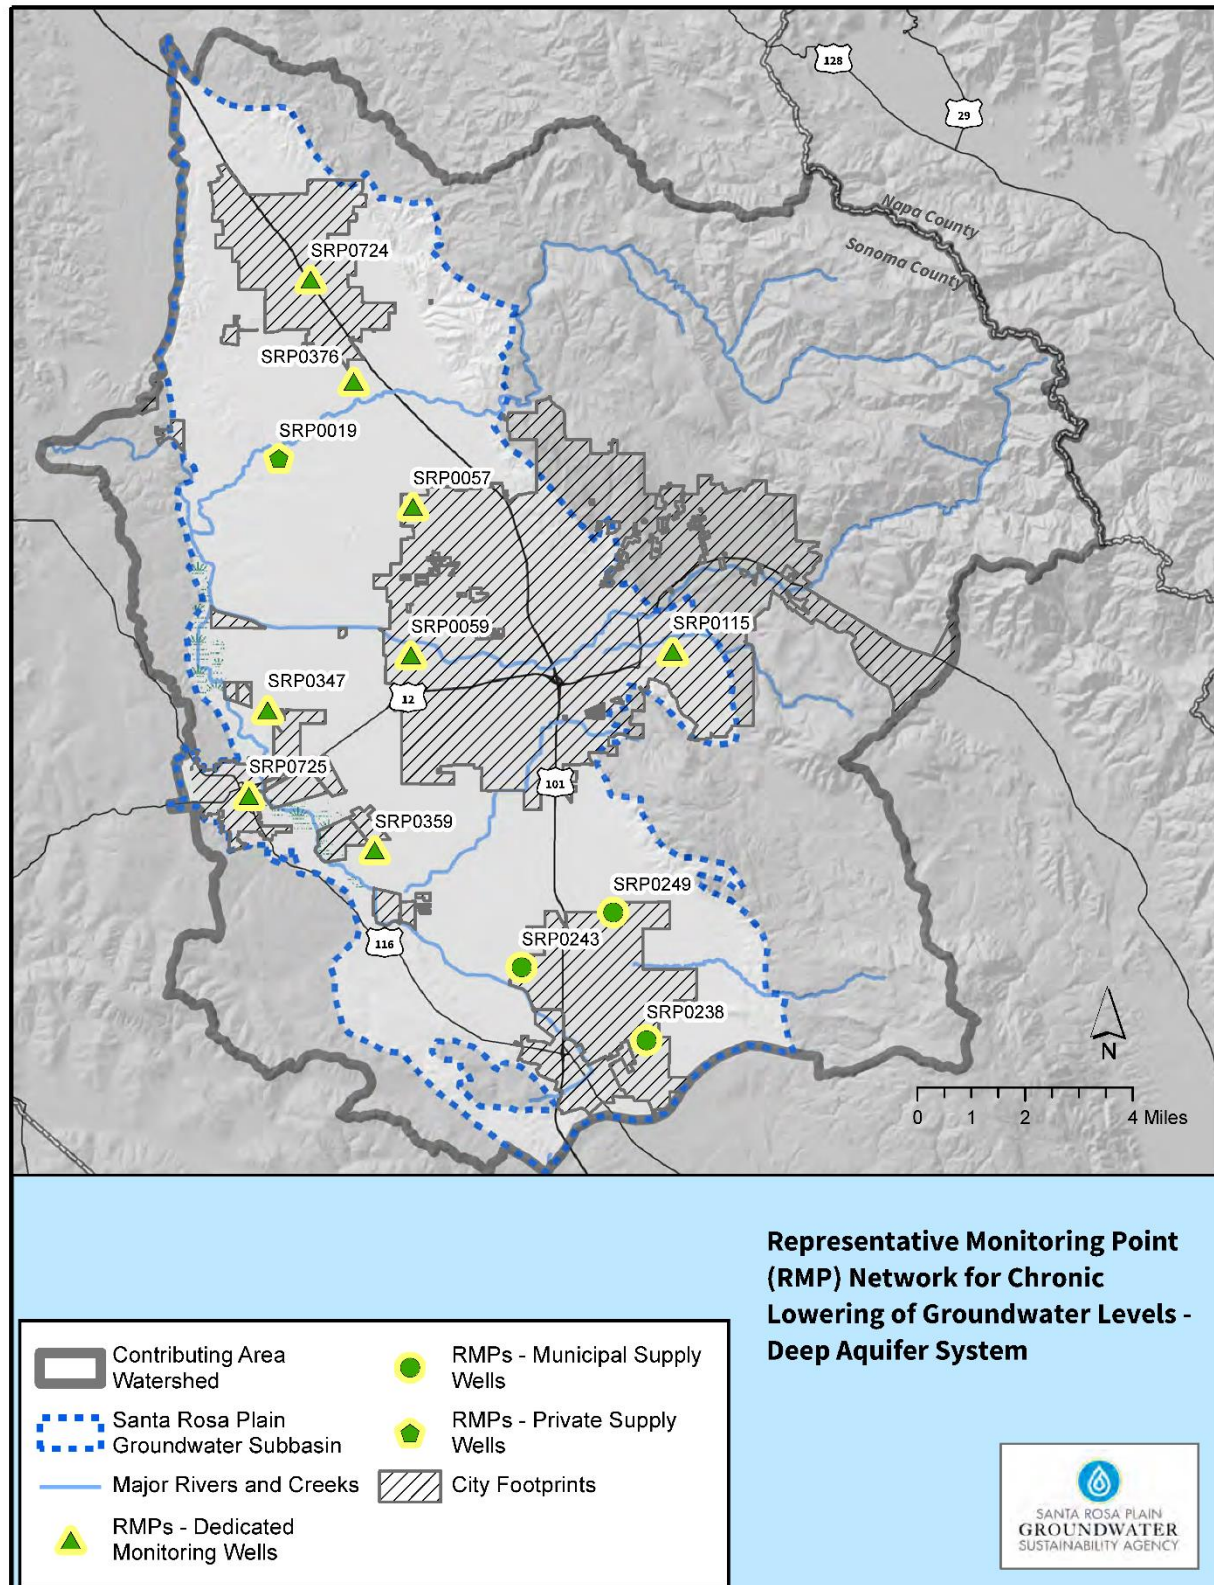 128
29
Napa County
Sonoma County
SRP0724
SRP0376
SRP0019
SRP0057
SRP0059
SRP0115
12
SRP0347
SRP0725
101
SRP0359
SRP0249
116
SRP0243
SRP0238
N
0 1 2 4 Miles
Representative Monitoring Point
(RMP) Network for Chronic
Lowering of Groundwater Levels -
Deep Aquifer System
Contributing Area
Watershed
Santa Rosa Plain
Groundwater Subbasin
Major Rivers and Creeks
RMPs - Dedicated
Monitoring Wells
RMPs - Municipal Supply
Wells
RMPs - Private Supply
Wells
City Footprints
SANTA ROSA PLAIN
GROUNDWATER
SUSTAINABILITY AGENCY